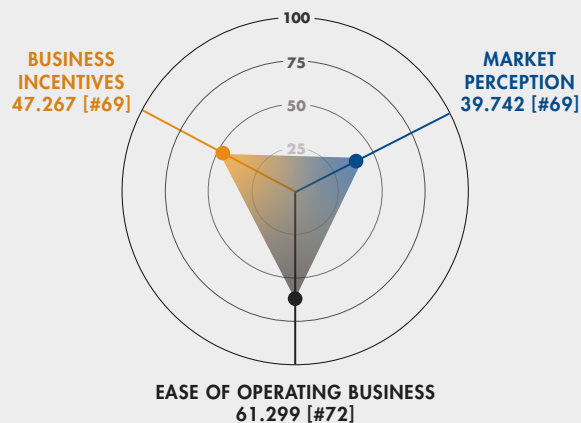 100
75
50
25
BUSINESS
INCENTIVES
47.267 [#69]
MARKET
PERCEPTION
39.742 [#69]
EASE OF OPERATING BUSINESS
61.299 [#72]